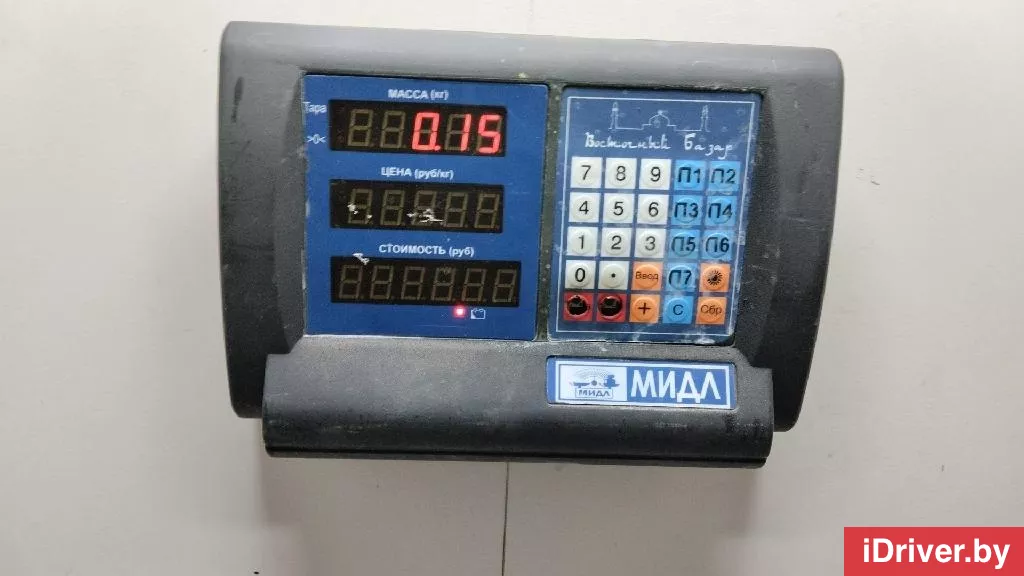 МАССА (кг)
Тара
0.15
>0<
ЦЕНА (руб/кг)
СТОИМОСТЬ (руб)
Восточный Базар
7 8 9 П1 П2
4 5 6 П3 П4
1 2 3 П5 П6
0 . Ввод П7
+ С Сбр
МИДЛ
МИДЛ
iDriver.by